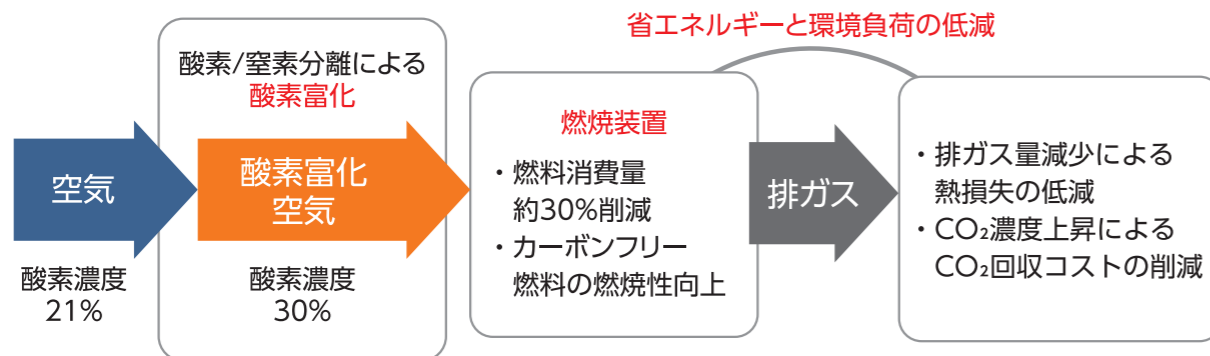 省エネルギーと環境負荷の低減
酸素/窒素分離による
酸素富化
空気
酸素濃度
21%
酸素富化
空気
酸素濃度
30%
燃焼装置
・燃料消費量
約30%削減
・カーボンフリー
燃料の燃焼性向上
排ガス
・排ガス量減少による
熱損失の低減
・CO₂濃度上昇による
CO₂回収コストの削減